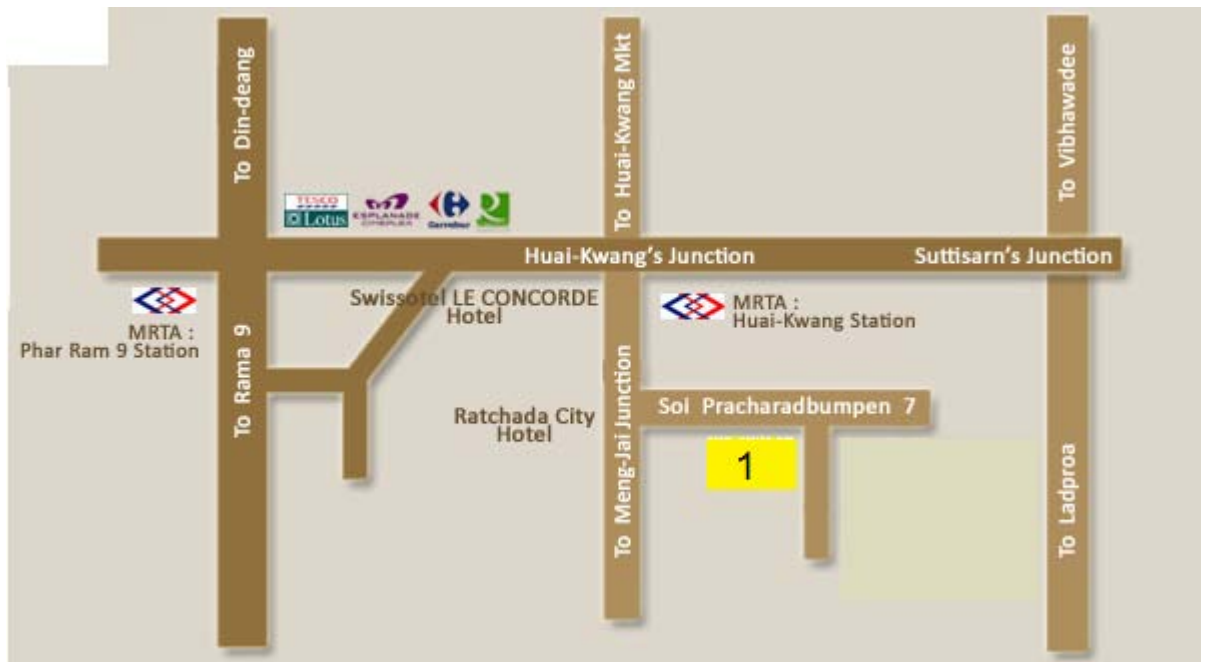 To Din-deang
To Huai-Kwang Mkt
To Vibhawadee
TESCO
Lotus
ESPLANADE
CINEPLEX
Carrefour
Huai-Kwang's Junction
Suttisarn's Junction
Swissotel LE CONCORDE
Hotel
MRTA :
Phar Ram 9 Station
MRTA :
Huai-Kwang Station
To Rama 9
To Meng-Jai Junction
Soi Pracharadbumpen 7
Ratchada City
Hotel
1
To Ladproa